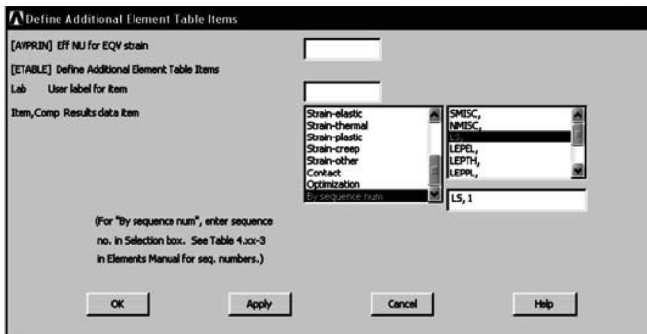 Define Additional Element Table Items
[AVPRIN] Eff NU for EQV strain
[ETABLE] Define Additional Element Table Items
Lab User label for item
Item,Comp Results data item
Strain-elastic
Strain-thermal
Strain-plastic
Strain-creep
Strain-other
Contact
Optimization
By sequence num
SMISC,
NMISC,
LS,
LEPEL,
LEPTH,
LEPPL,
LS, 1
(For "By sequence num", enter sequence
no. in Selection box. See Table 4.xx-3
in Elements Manual for seq. numbers.)
OK Apply Cancel Help